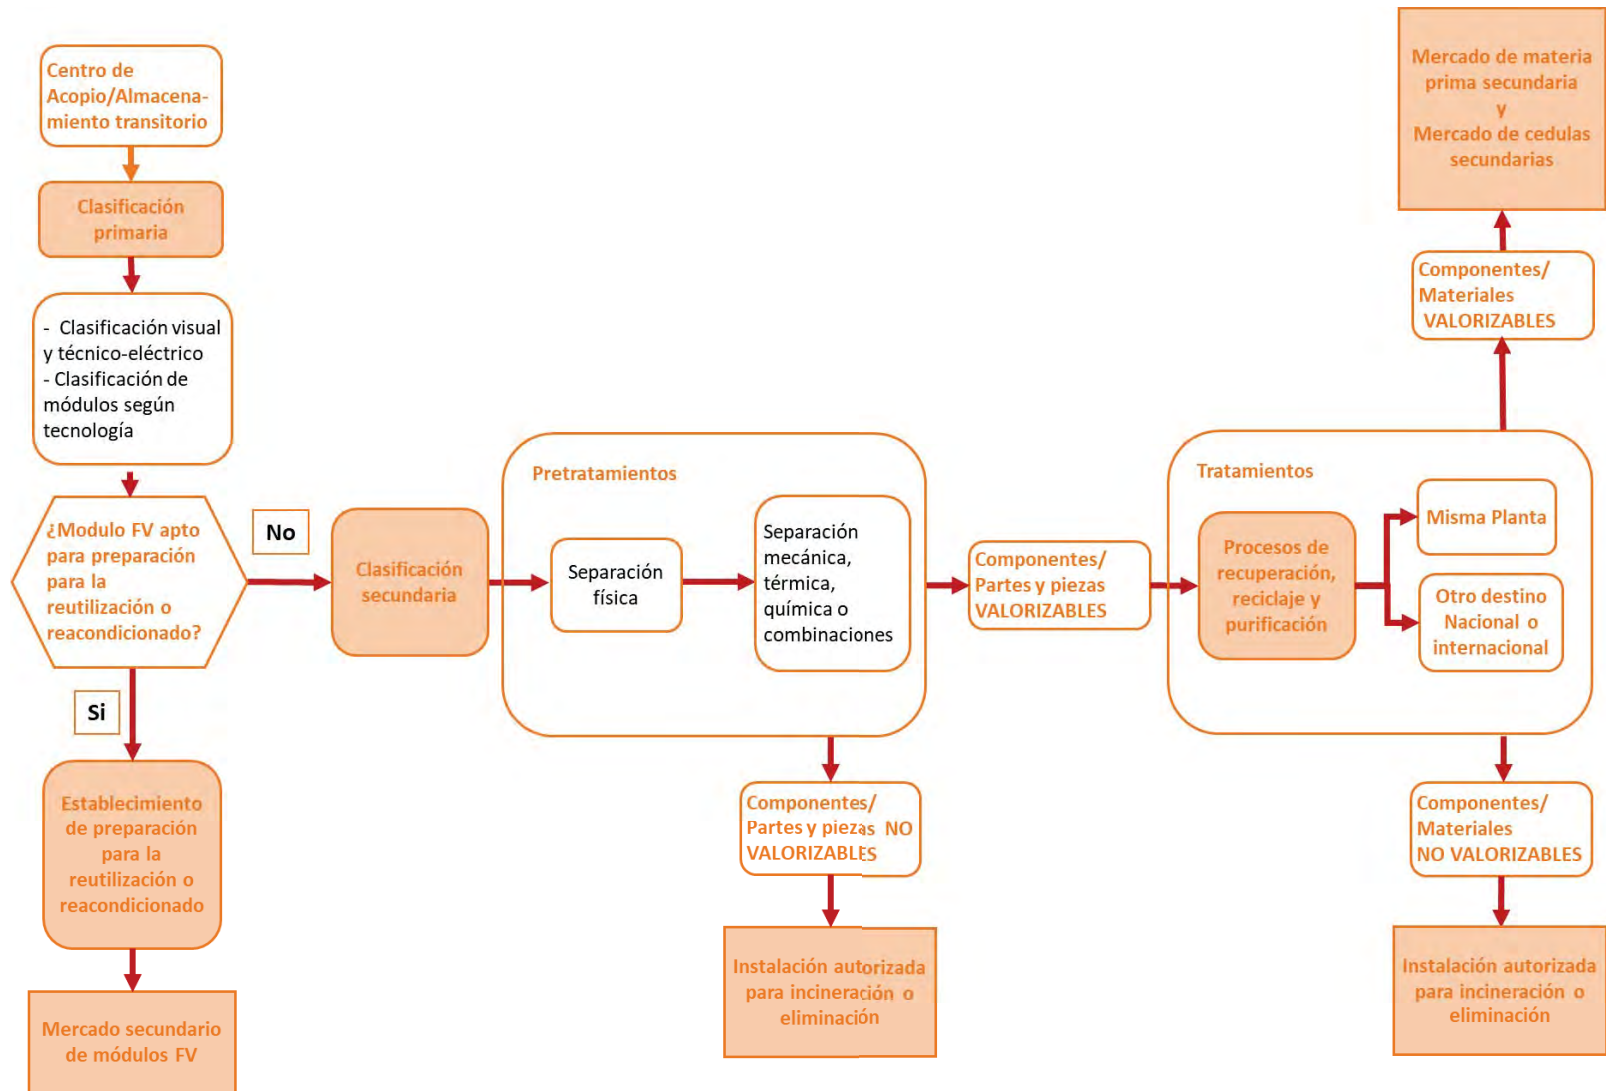 Centro de
Acopio/Almacena-
miento transitorio
Clasificación
primaria
- Clasificación visual
y técnico-eléctrico
- Clasificación de
módulos según
tecnología
¿Modulo FV apto
para preparación
para la
reutilización o
reacondicionado?
No
Si
Establecimiento
de preparación
para la
reutilización o
reacondicionado
Mercado secundario
de módulos FV
Clasificación
secundaria
Pretratamientos
Separación
física
Separación
mecánica,
térmica,
química o
combinaciones
Componentes/
Partes y piezas NO
VALORIZABLES
Instalación autorizada
para incineración o
eliminación
Componentes/
Partes y piezas
VALORIZABLES
Tratamientos
Procesos de
recuperación,
reciclaje y
purificación
Misma Planta
Otro destino
Nacional o
internacional
Componentes/
Materiales
VALORIZABLES
Mercado de materia
prima secundaria
y
Mercado de cedulas
secundarias
Componentes/
Materiales
NO VALORIZABLES
Instalación autorizada
para incineración o
eliminación